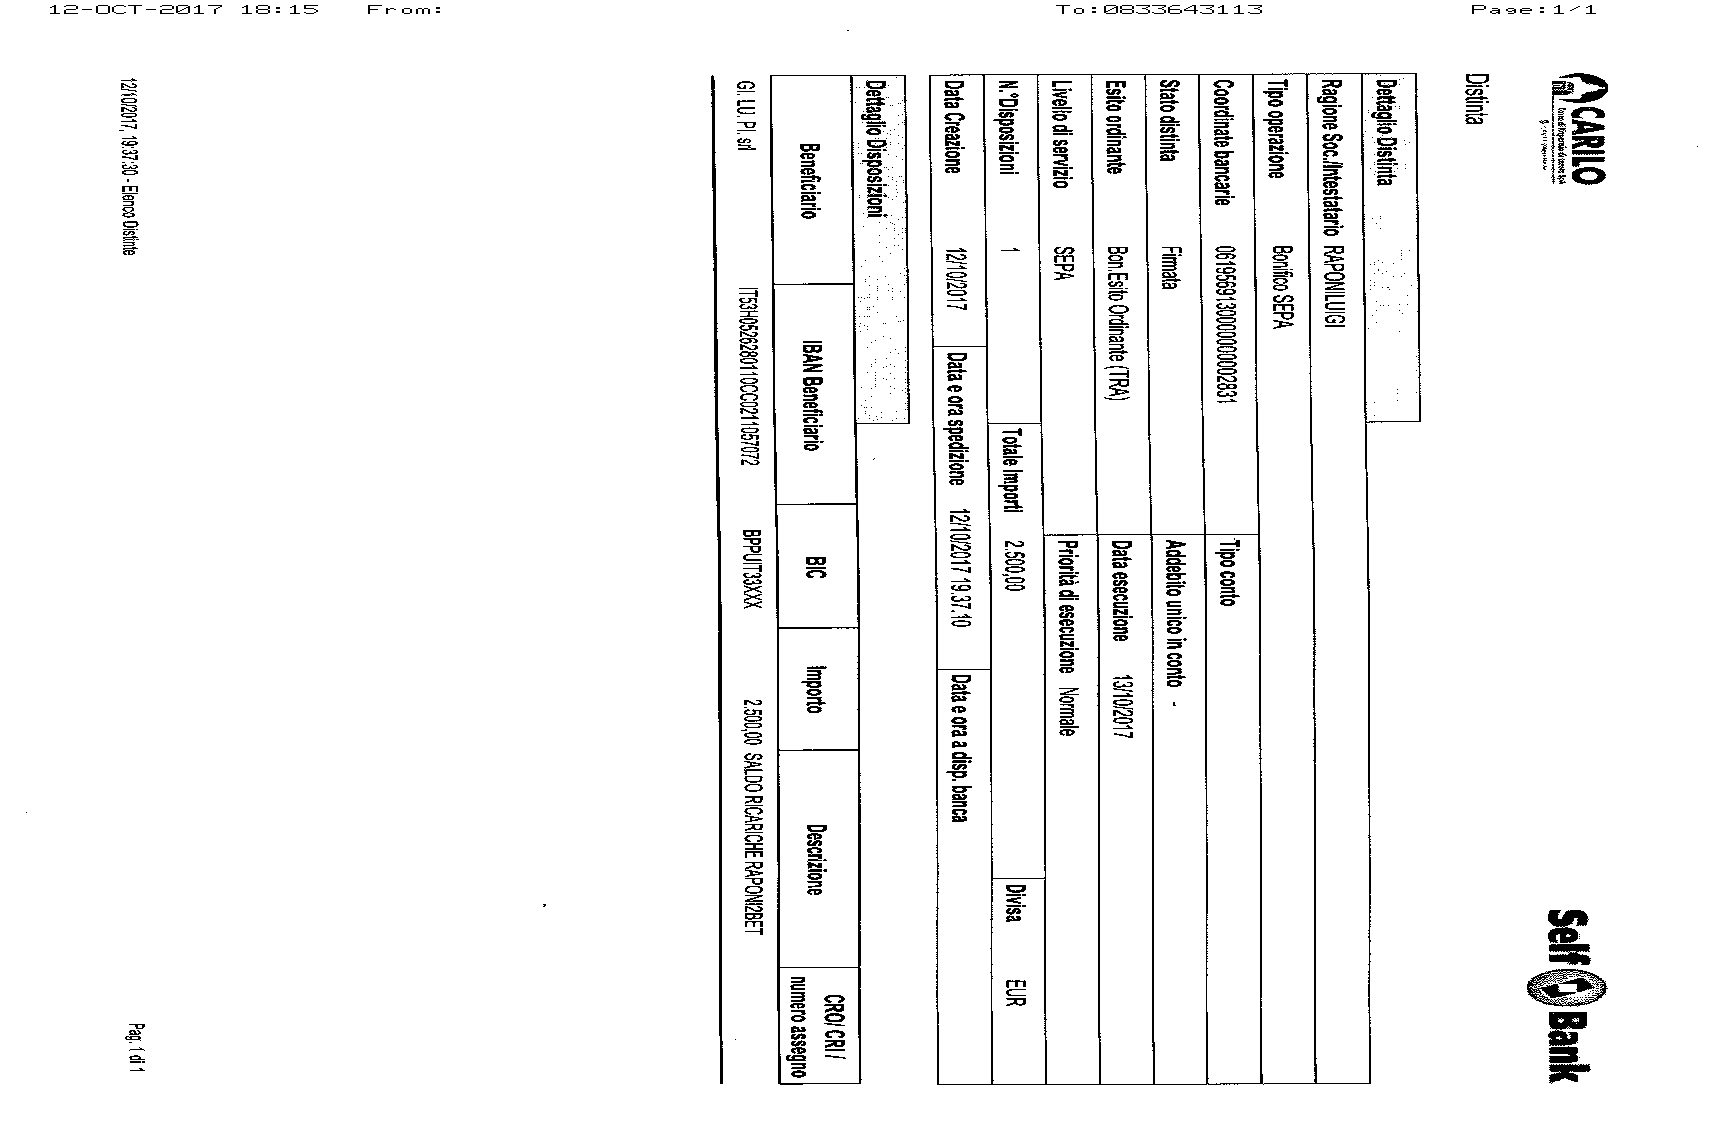 12-OCT-2017 18:15 From: To:0833643113 Page:1/1
CARILO
Self Bank
Distinta
Dettaglio Distinta
Ragione Soc./Intestatario RAPONILUIGI
Tipo operazione Bonifico SEPA
Coordinate bancarie 06195691300000000002831 Tipo conto
Stato distinta Firmata Addebito unico in conto -
Esito ordinante Bon.Esito Ordinante (TRA) Data esecuzione 13/10/2017
Livello di servizio SEPA Priorità di esecuzione Normale
N.°Disposizioni 1 Totale Importi 2.500,00 Divisa EUR
Data Creazione 12/10/2017 Data e ora spedizione 12/10/2017 19.37.10 Data e ora a disp. banca
Dettaglio Disposizioni
Beneficiario IBAN Beneficiario BIC Importo Descrizione CRO/ CRI / numero assegno
GI. LU. PI. srl IT53H0526280110CC0211057072 BPPUIT33XXX 2.500,00 SALDO RICARICHE RAPONI2BET
12/10/2017, 19:37:30 - Elenco Distinte Pag. 1 di 1